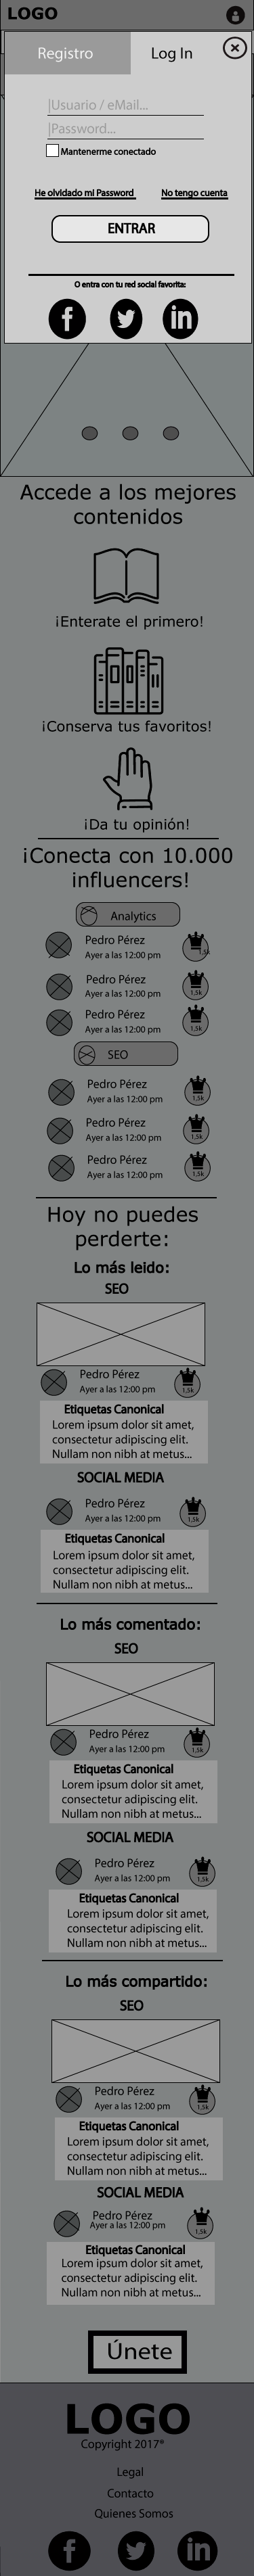 LOGO
Registro
Log In
|Usuario / eMail...
|Password...
Mantenerme conectado
He olvidado mi Password
No tengo cuenta
ENTRAR
O entra con tu red social favorita:
Accede a los mejores
contenidos
¡Enterate el primero!
¡Conserva tus favoritos!
¡Da tu opinión!
¡Conecta con 10.000
influencers!
Analytics
Pedro Pérez
Ayer a las 12:00 pm
1,5k
Pedro Pérez
Ayer a las 12:00 pm
1,5k
Pedro Pérez
Ayer a las 12:00 pm
1,5k
SEO
Pedro Pérez
Ayer a las 12:00 pm
1,5k
Pedro Pérez
Ayer a las 12:00 pm
1,5k
Pedro Pérez
Ayer a las 12:00 pm
1,5k
Hoy no puedes
perderte:
Lo más leido:
SEO
Pedro Pérez
Ayer a las 12:00 pm
1,5k
Etiquetas Canonical
Lorem ipsum dolor sit amet,
consectetur adipiscing elit.
Nullam non nibh at metus...
SOCIAL MEDIA
Pedro Pérez
Ayer a las 12:00 pm
1,5k
Etiquetas Canonical
Lorem ipsum dolor sit amet,
consectetur adipiscing elit.
Nullam non nibh at metus...
Lo más comentado:
SEO
Pedro Pérez
Ayer a las 12:00 pm
1,5k
Etiquetas Canonical
Lorem ipsum dolor sit amet,
consectetur adipiscing elit.
Nullam non nibh at metus...
SOCIAL MEDIA
Pedro Pérez
Ayer a las 12:00 pm
1,5k
Etiquetas Canonical
Lorem ipsum dolor sit amet,
consectetur adipiscing elit.
Nullam non nibh at metus...
Lo más compartido:
SEO
Pedro Pérez
Ayer a las 12:00 pm
1,5k
Etiquetas Canonical
Lorem ipsum dolor sit amet,
consectetur adipiscing elit.
Nullam non nibh at metus...
SOCIAL MEDIA
Pedro Pérez
Ayer a las 12:00 pm
1,5k
Etiquetas Canonical
Lorem ipsum dolor sit amet,
consectetur adipiscing elit.
Nullam non nibh at metus...
Únete
LOGO
Copyright 2017®
Legal
Contacto
Quienes Somos